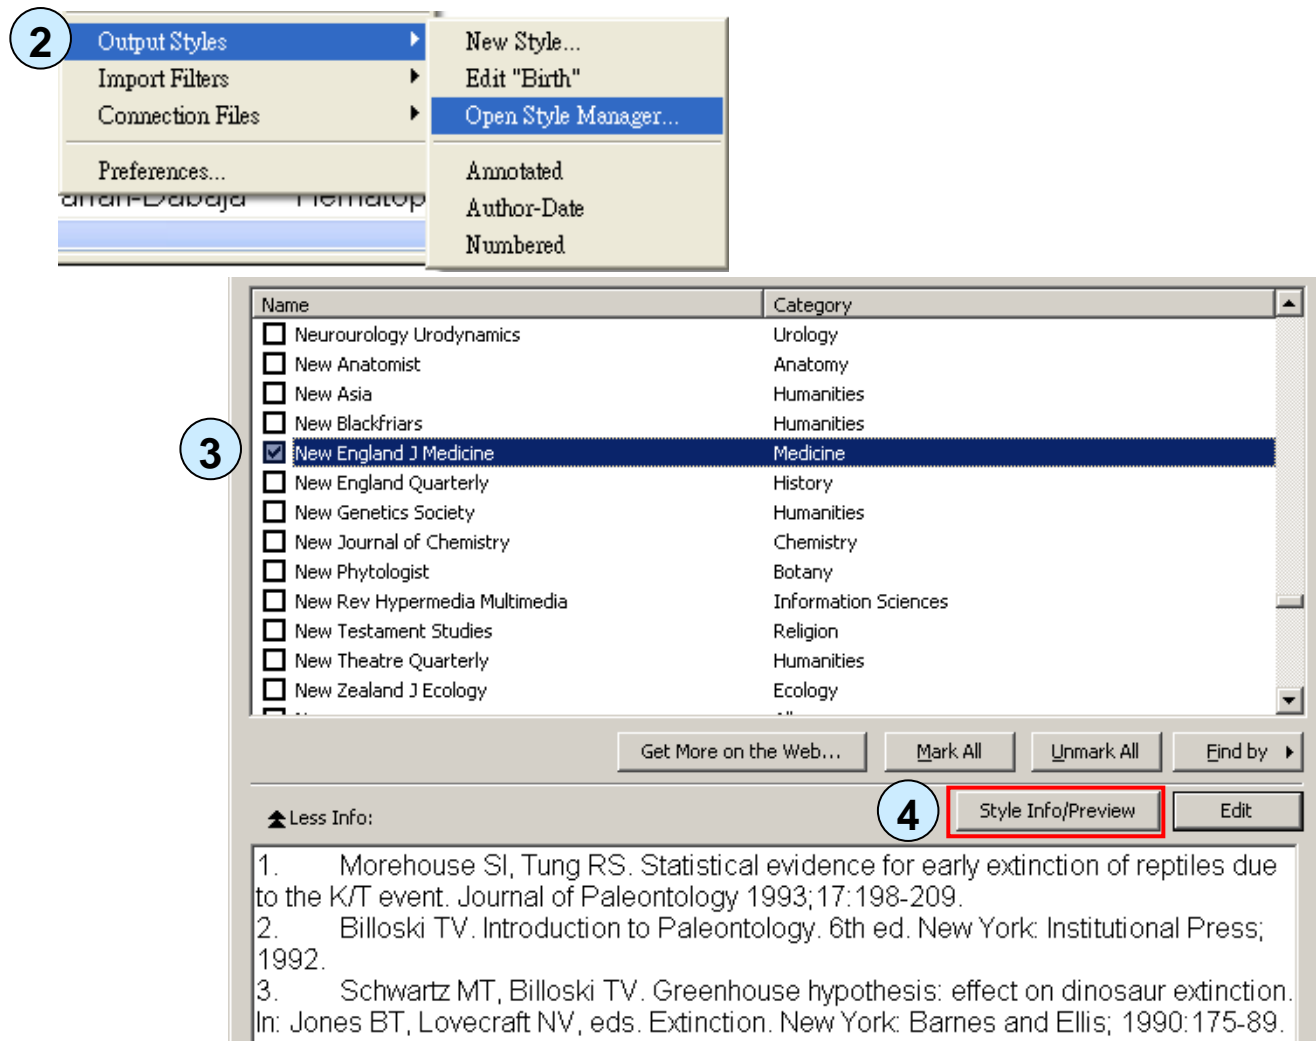 2
Output Styles
Import Filters
Connection Files
Preferences...
New Style...
Edit "Birth"
Open Style Manager...
Annotated
Author-Date
Numbered
Name Category
Neurourology Urodynamics Urology
New Anatomist Anatomy
New Asia Humanities
New Blackfriars Humanities
3
New England J Medicine Medicine
New England Quarterly History
New Genetics Society Humanities
New Journal of Chemistry Chemistry
New Phytologist Botany
New Rev Hypermedia Multimedia Information Sciences
New Testament Studies Religion
New Theatre Quarterly Humanities
New Zealand J Ecology Ecology
Get More on the Web... Mark All Unmark All Find by
Less Info: 4 Style Info/Preview Edit
1. Morehouse SI, Tung RS. Statistical evidence for early extinction of reptiles due
to the K/T event. Journal of Paleontology 1993;17:198-209.
2. Billoski TV. Introduction to Paleontology. 6th ed. New York: Institutional Press;
1992.
3. Schwartz MT, Billoski TV. Greenhouse hypothesis: effect on dinosaur extinction.
In: Jones BT, Lovecraft NV, eds. Extinction. New York: Barnes and Ellis; 1990:175-89.